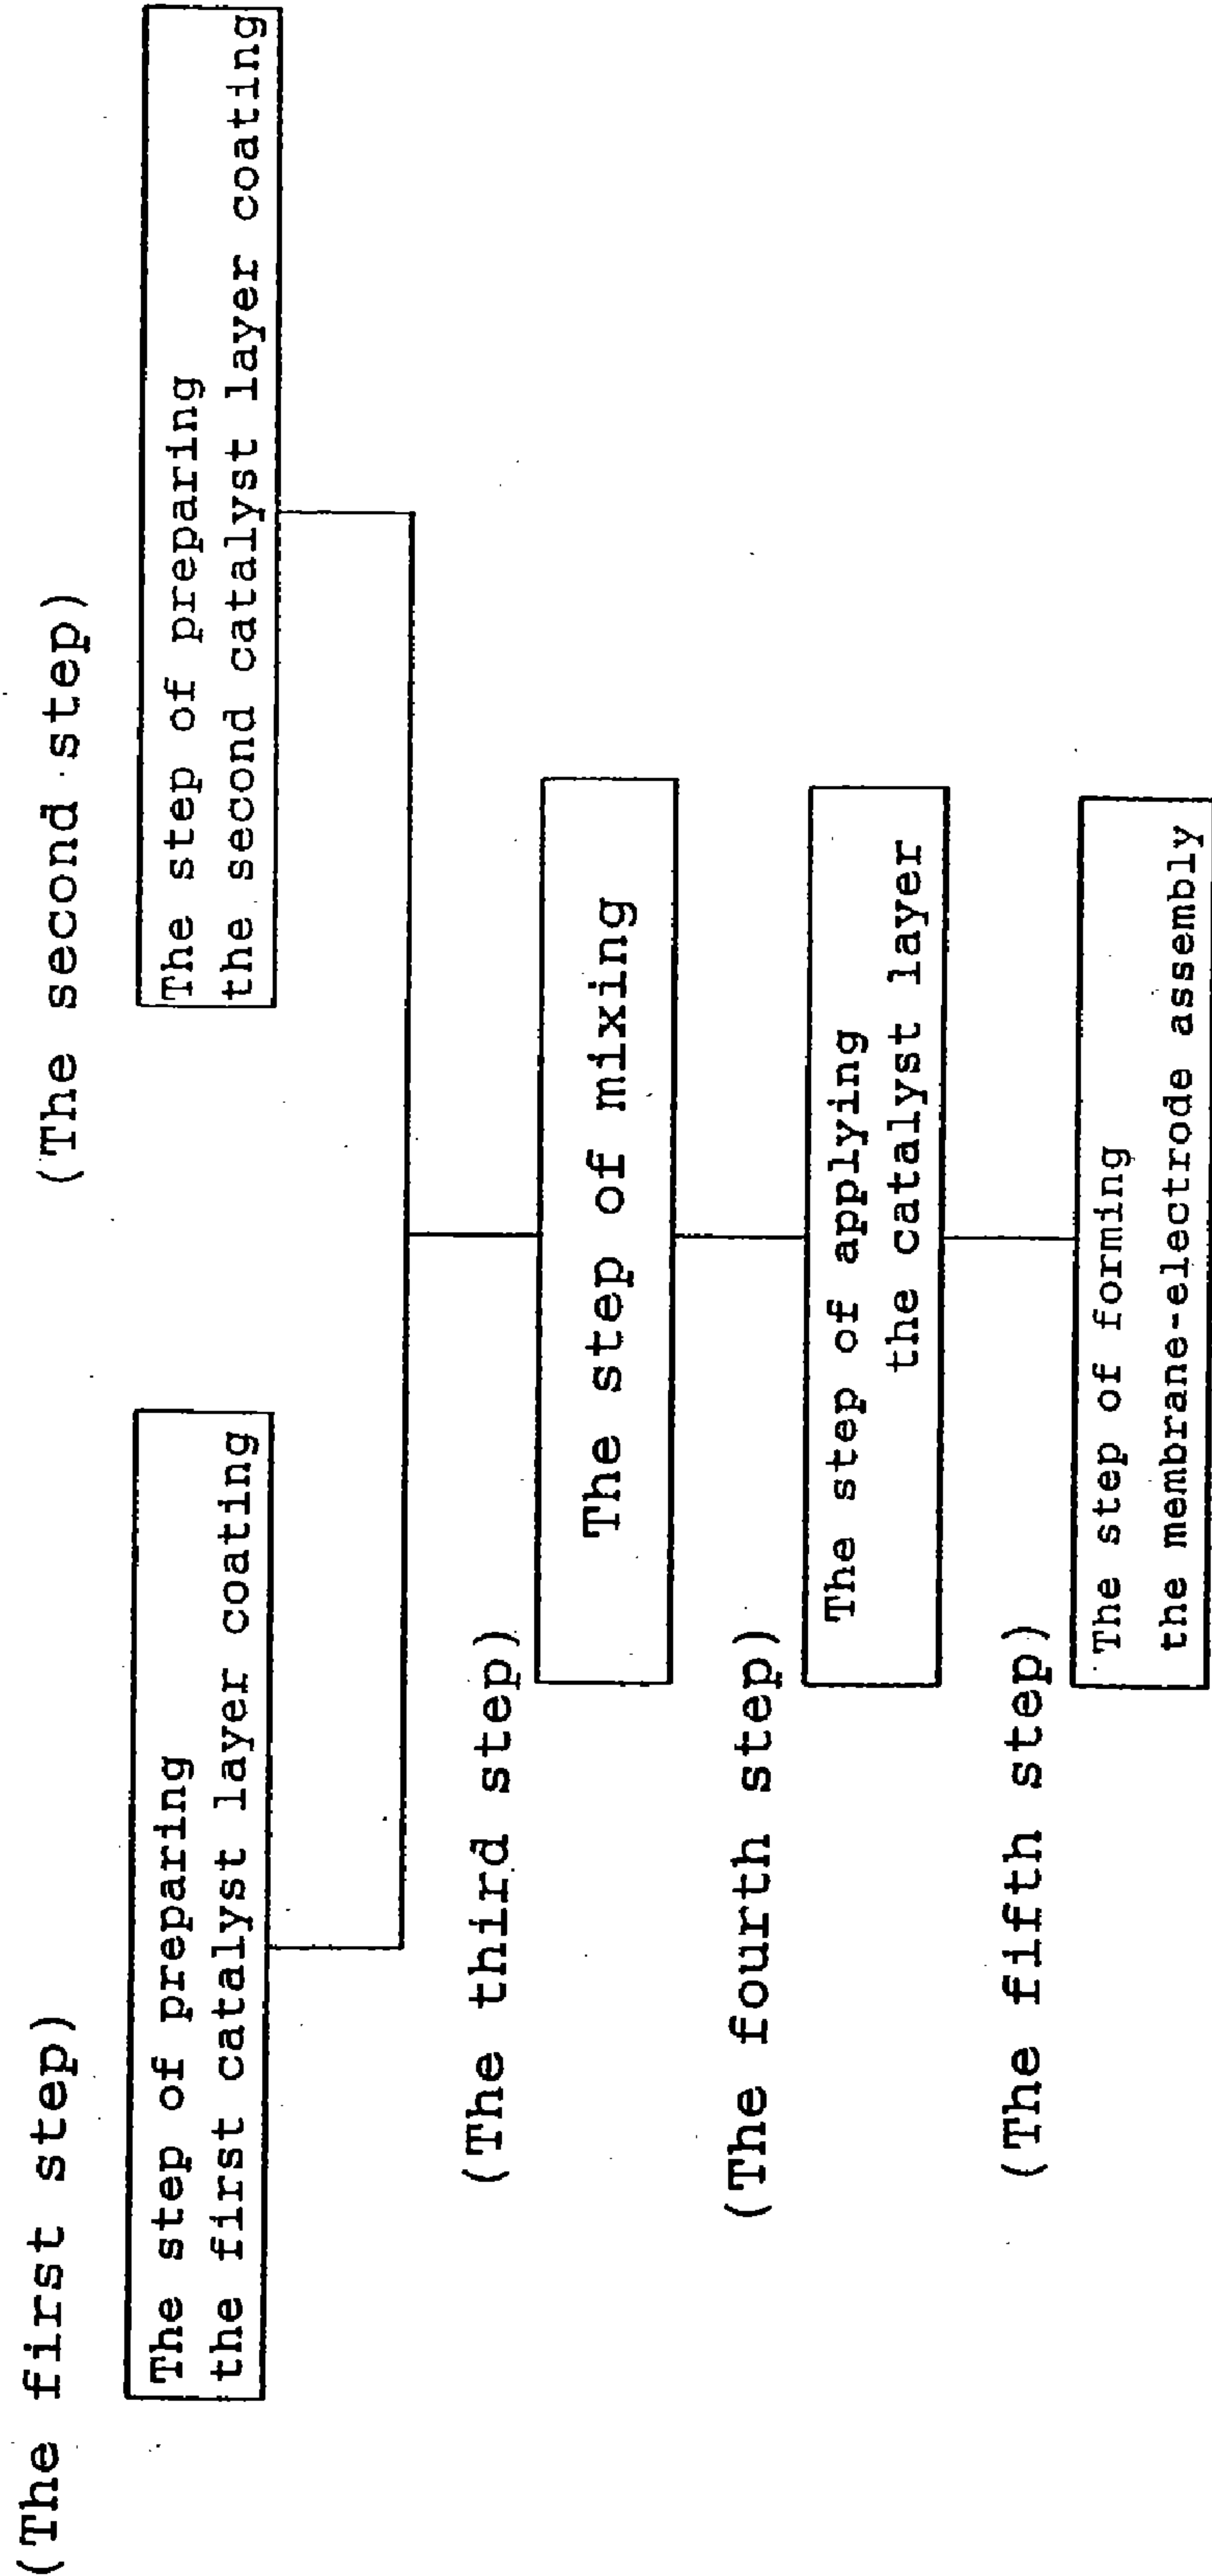 (The first step)
The step of preparing
the first catalyst layer coating
(The second step)
The step of preparing
the second catalyst layer coating
(The third step)
The step of mixing
(The fourth step)
The step of applying
the catalyst layer
(The fifth step)
The step of forming
the membrane-electrode assembly